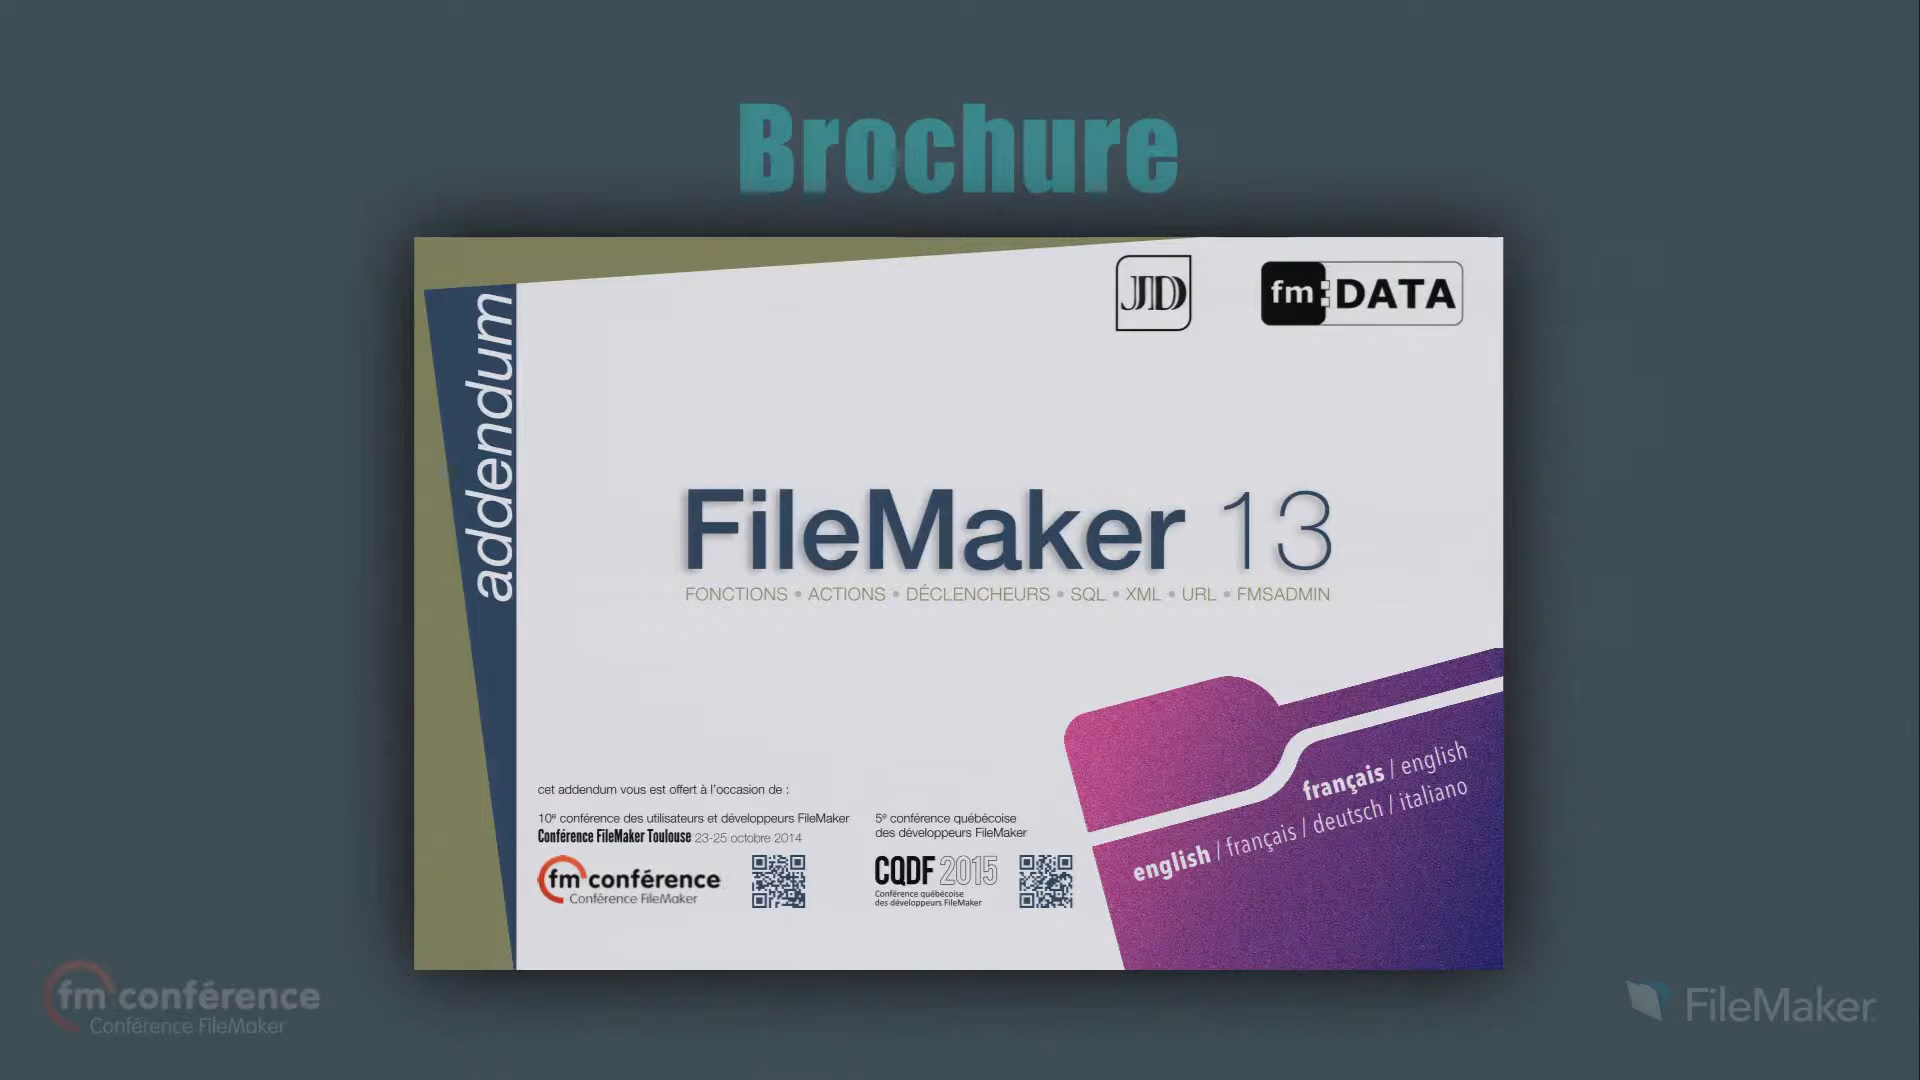 Brochure
JD
fm:DATA
addendum
FileMaker 13
FONCTIONS • ACTIONS • DÉCLENCHEURS • SQL • XML • URL • FMSADMIN
français / english
english / français / deutsch / italiano
cet addendum vous est offert à l'occasion de :
10e conférence des utilisateurs et développeurs FileMaker
Conférence FileMaker Toulouse 23-25 octobre 2014
fm conférence
Conférence FileMaker
5e conférence québécoise
des développeurs FileMaker
CQDF 2015
Conférence québécoise
des développeurs FileMaker
fm conférence
Conférence FileMaker
FileMaker